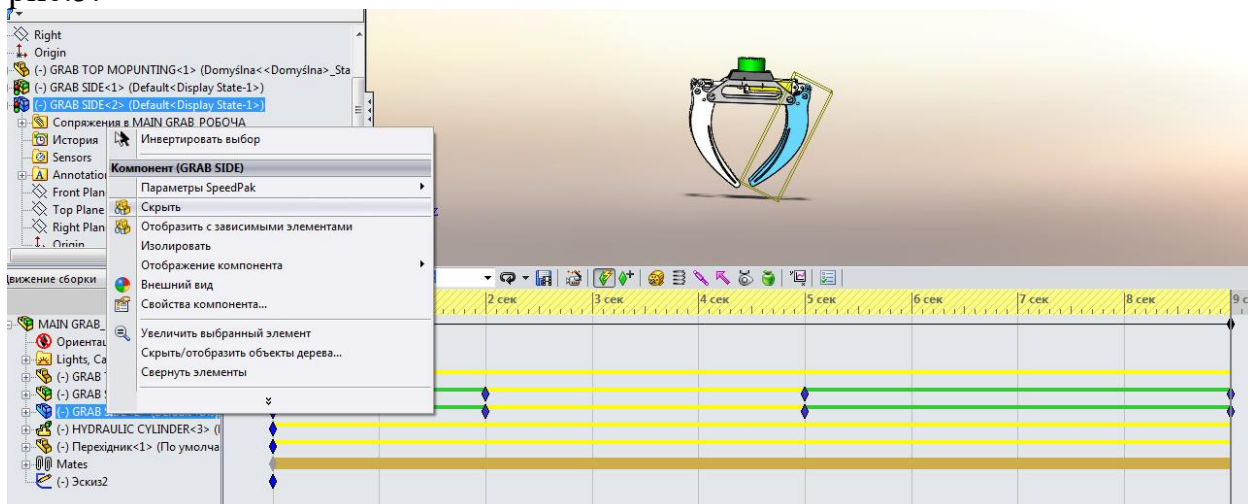 Right
Origin
(-) GRAB TOP MOPUNTING<1> (Domyślna<<Domyślna>_Sta
(-) GRAB SIDE<1> (Default<Display State-1>)
(-) GRAB SIDE<2> (Default<Display State-1>)
Сопряжения в MAIN GRAB_РОБОЧА
История
Sensors
Annotation
Front Plan
Top Plane
Right Plan
Origin
Инвертировать выбор
Компонент (GRAB SIDE)
Параметры SpeedPak
Скрыть
Отобразить с зависимыми элементами
Изолировать
Отображение компонента
Внешний вид
Свойства компонента...
Увеличить выбранный элемент
Скрыть/отобразить объекты дерева...
Свернуть элементы
Движение сборки
2 сек 3 сек 4 сек 5 сек 6 сек 7 сек 8 сек 9 с
MAIN GRAB_
Ориентац
Lights, Ca
(-) GRAB
(-) GRAB
(-) GRAB
(-) HYDRAULIC CYLINDER<3> (
(-) Перехідник<1> (По умолча
Mates
(-) Эскиз2